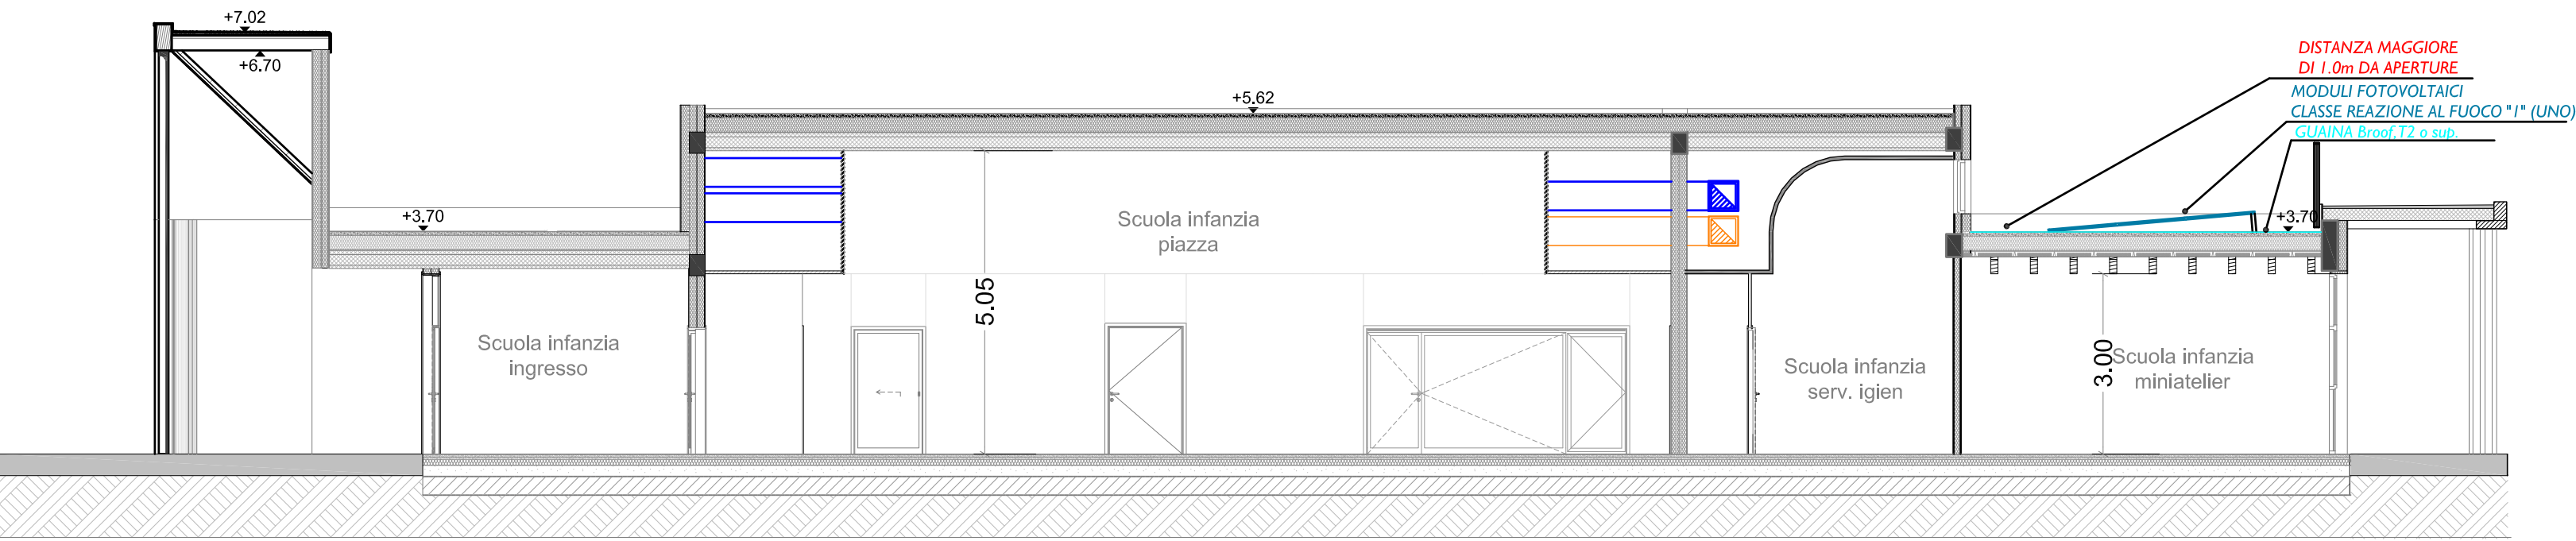 +7.02
+6.70
+5.62
+3.70
DISTANZA MAGGIORE
DI 1.0m DA APERTURE
MODULI FOTOVOLTAICI
CLASSE REAZIONE AL FUOCO "1" (UNO)
GUAINA Broof,T2 o sup.
+3.70
Scuola infanzia
piazza
5.05
Scuola infanzia
ingresso
Scuola infanzia
serv. igien
3.00
Scuola infanzia
miniatelier